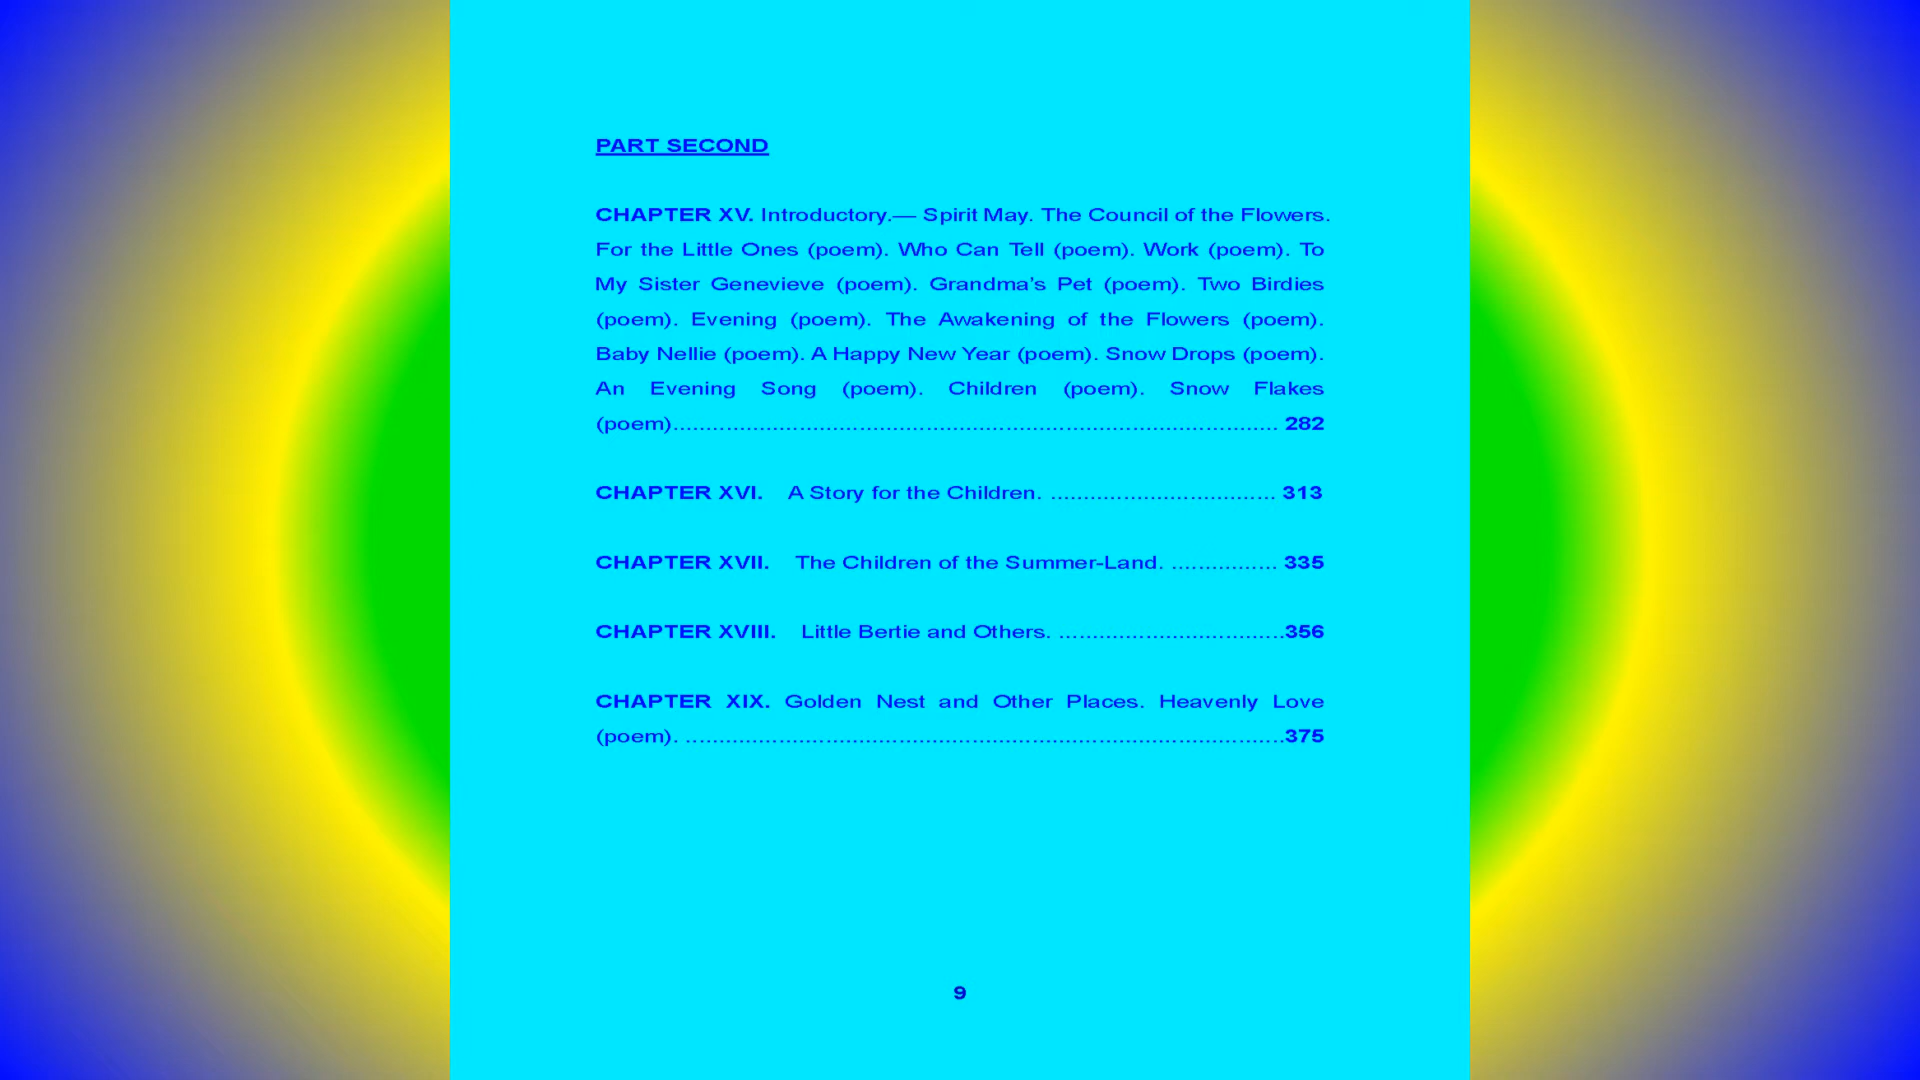 PART SECOND
CHAPTER XV. Introductory.— Spirit May. The Council of the Flowers.
For the Little Ones (poem). Who Can Tell (poem). Work (poem). To
My Sister Genevieve (poem). Grandma’s Pet (poem). Two Birdies
(poem). Evening (poem). The Awakening of the Flowers (poem).
Baby Nellie (poem). A Happy New Year (poem). Snow Drops (poem).
An Evening Song (poem). Children (poem). Snow Flakes
(poem)........................................................................................... 282
CHAPTER XVI. A Story for the Children. .................................. 313
CHAPTER XVII. The Children of the Summer-Land. ................ 335
CHAPTER XVIII. Little Bertie and Others. ..................................356
CHAPTER XIX. Golden Nest and Other Places. Heavenly Love
(poem). ..........................................................................................375
9